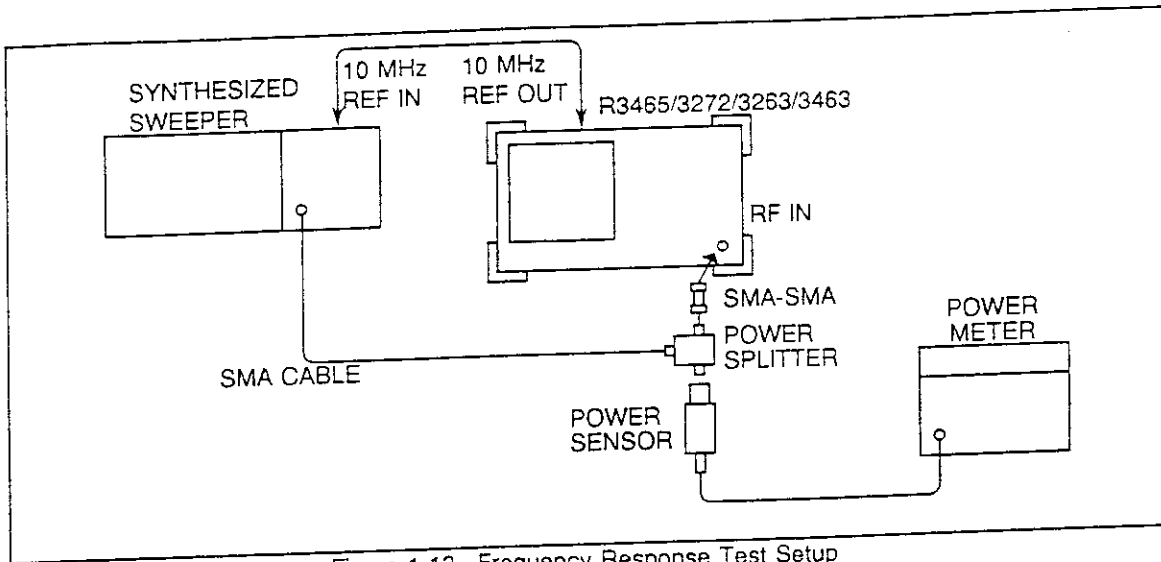 SYNTHESIZED
SWEEPER
10 MHz
REF IN
10 MHz
REF OUT
R3465/3272/3263/3463
RF IN
SMA-SMA
POWER
SPLITTER
POWER
METER
SMA CABLE
POWER
SENSOR
Frequency Response Test Setup